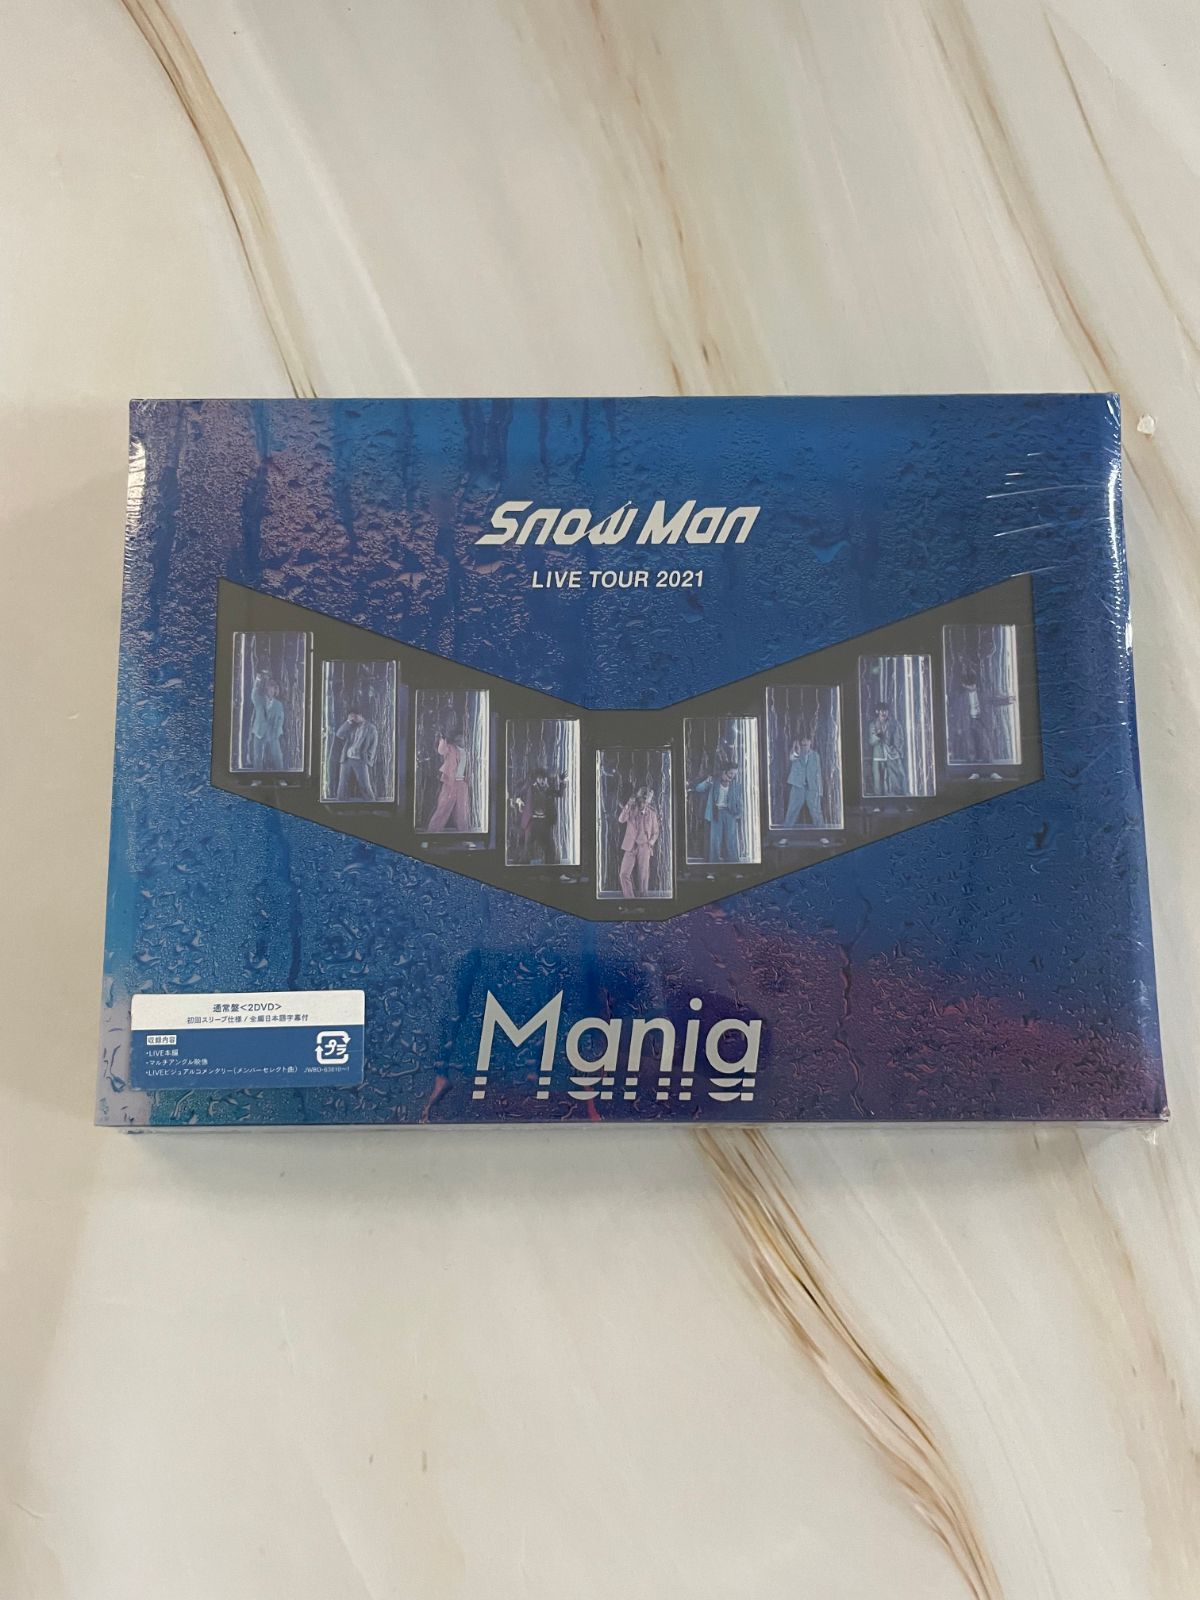 Snow Man
LIVE TOUR 2021
Mania
通常盤<2DVD>
初回スリーブ仕様/全編日本語字幕付
収録内容
・LIVE本編
・マルチアングル映像
・LIVEビジュアルコメンタリー(メンバーセレクト曲)
プラ